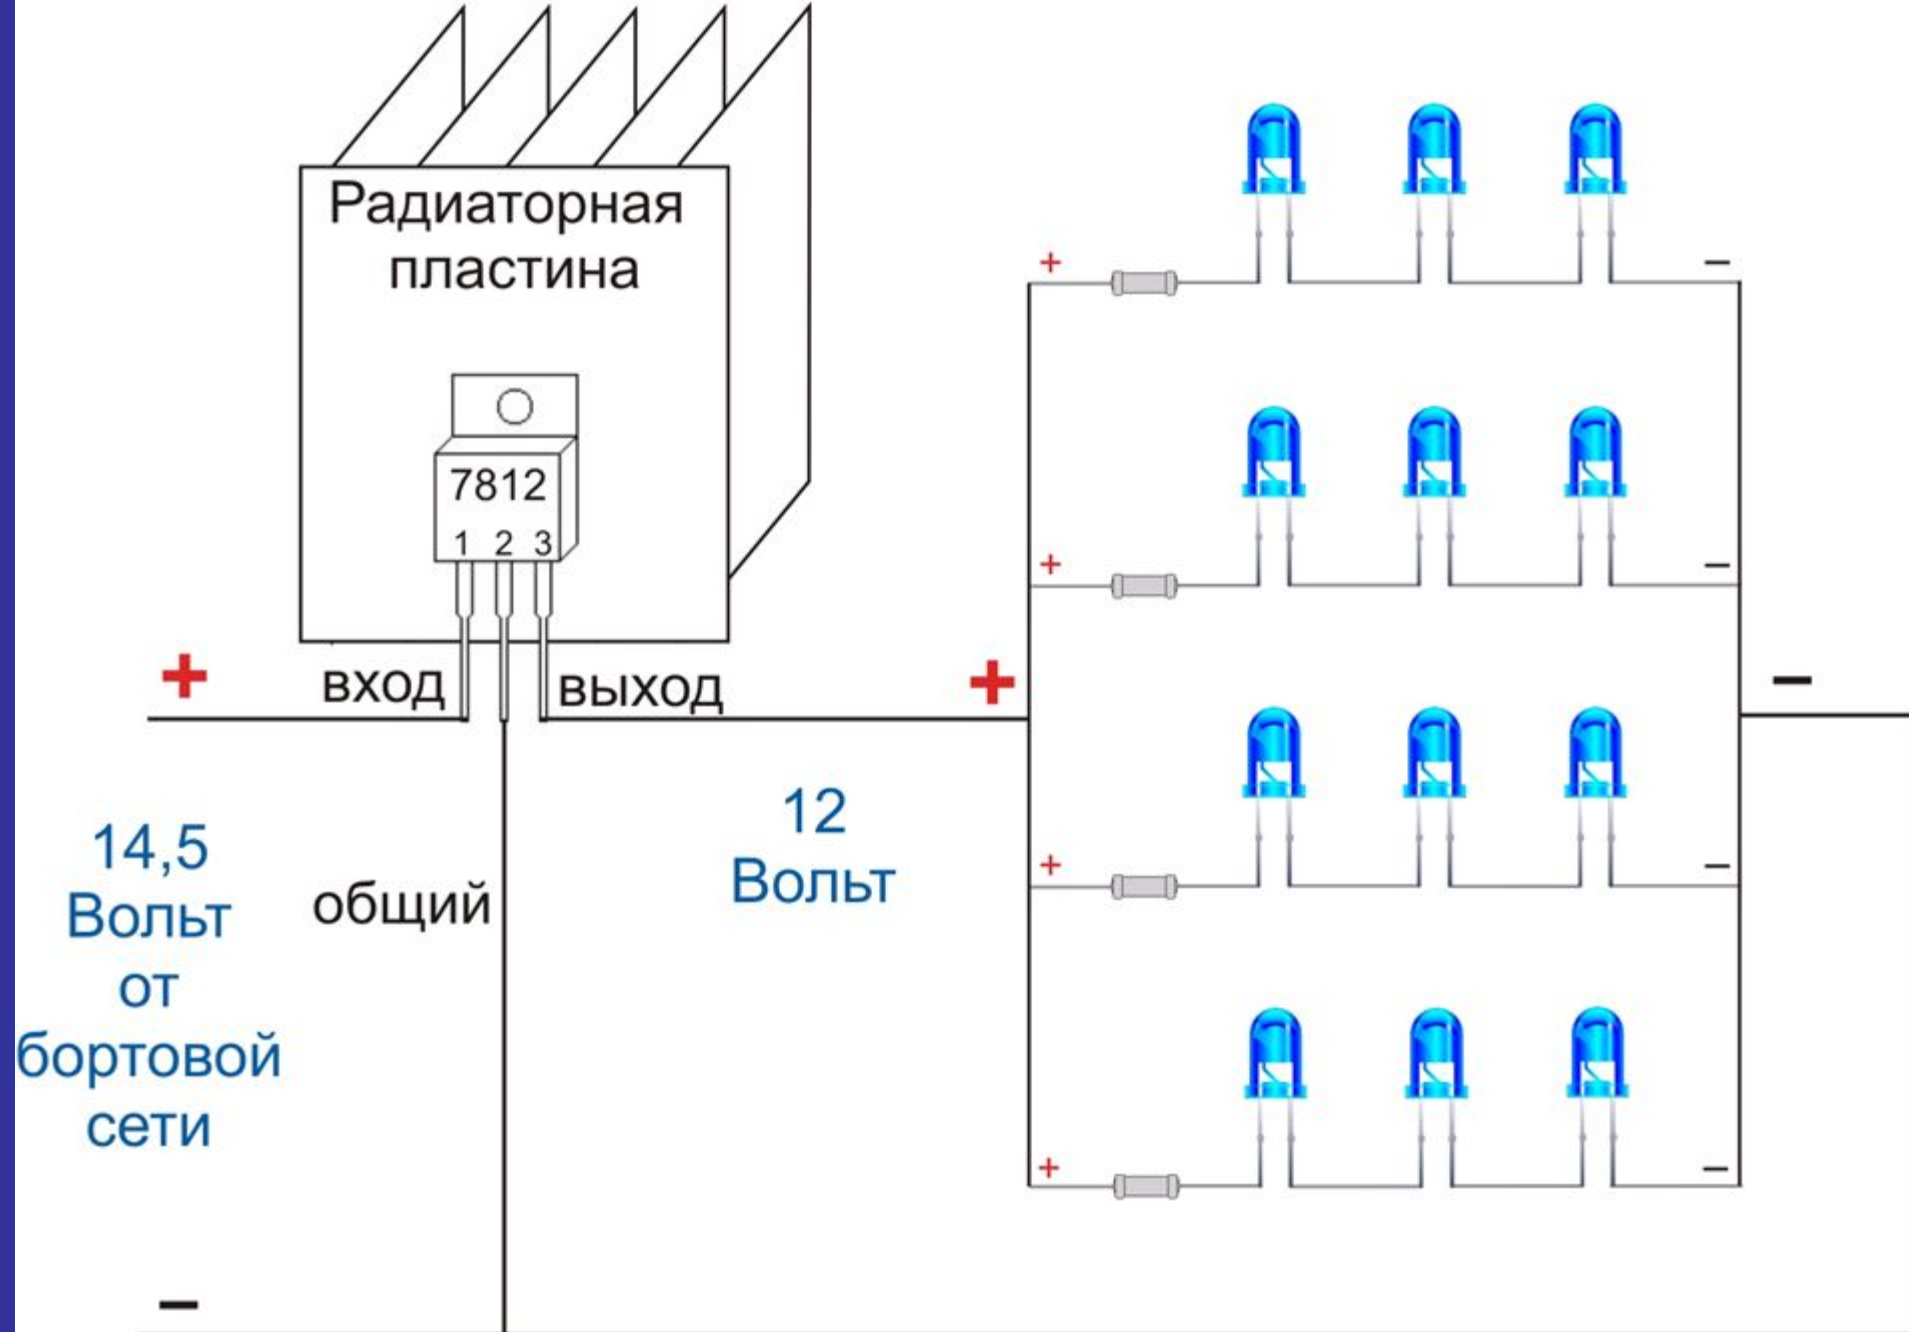 Радиаторная
пластина
7812
1 2 3
+ вход выход + −
14,5
Вольт
от
бортовой
сети
общий
12
Вольт
−
+ −
+ −
+ −
+ −